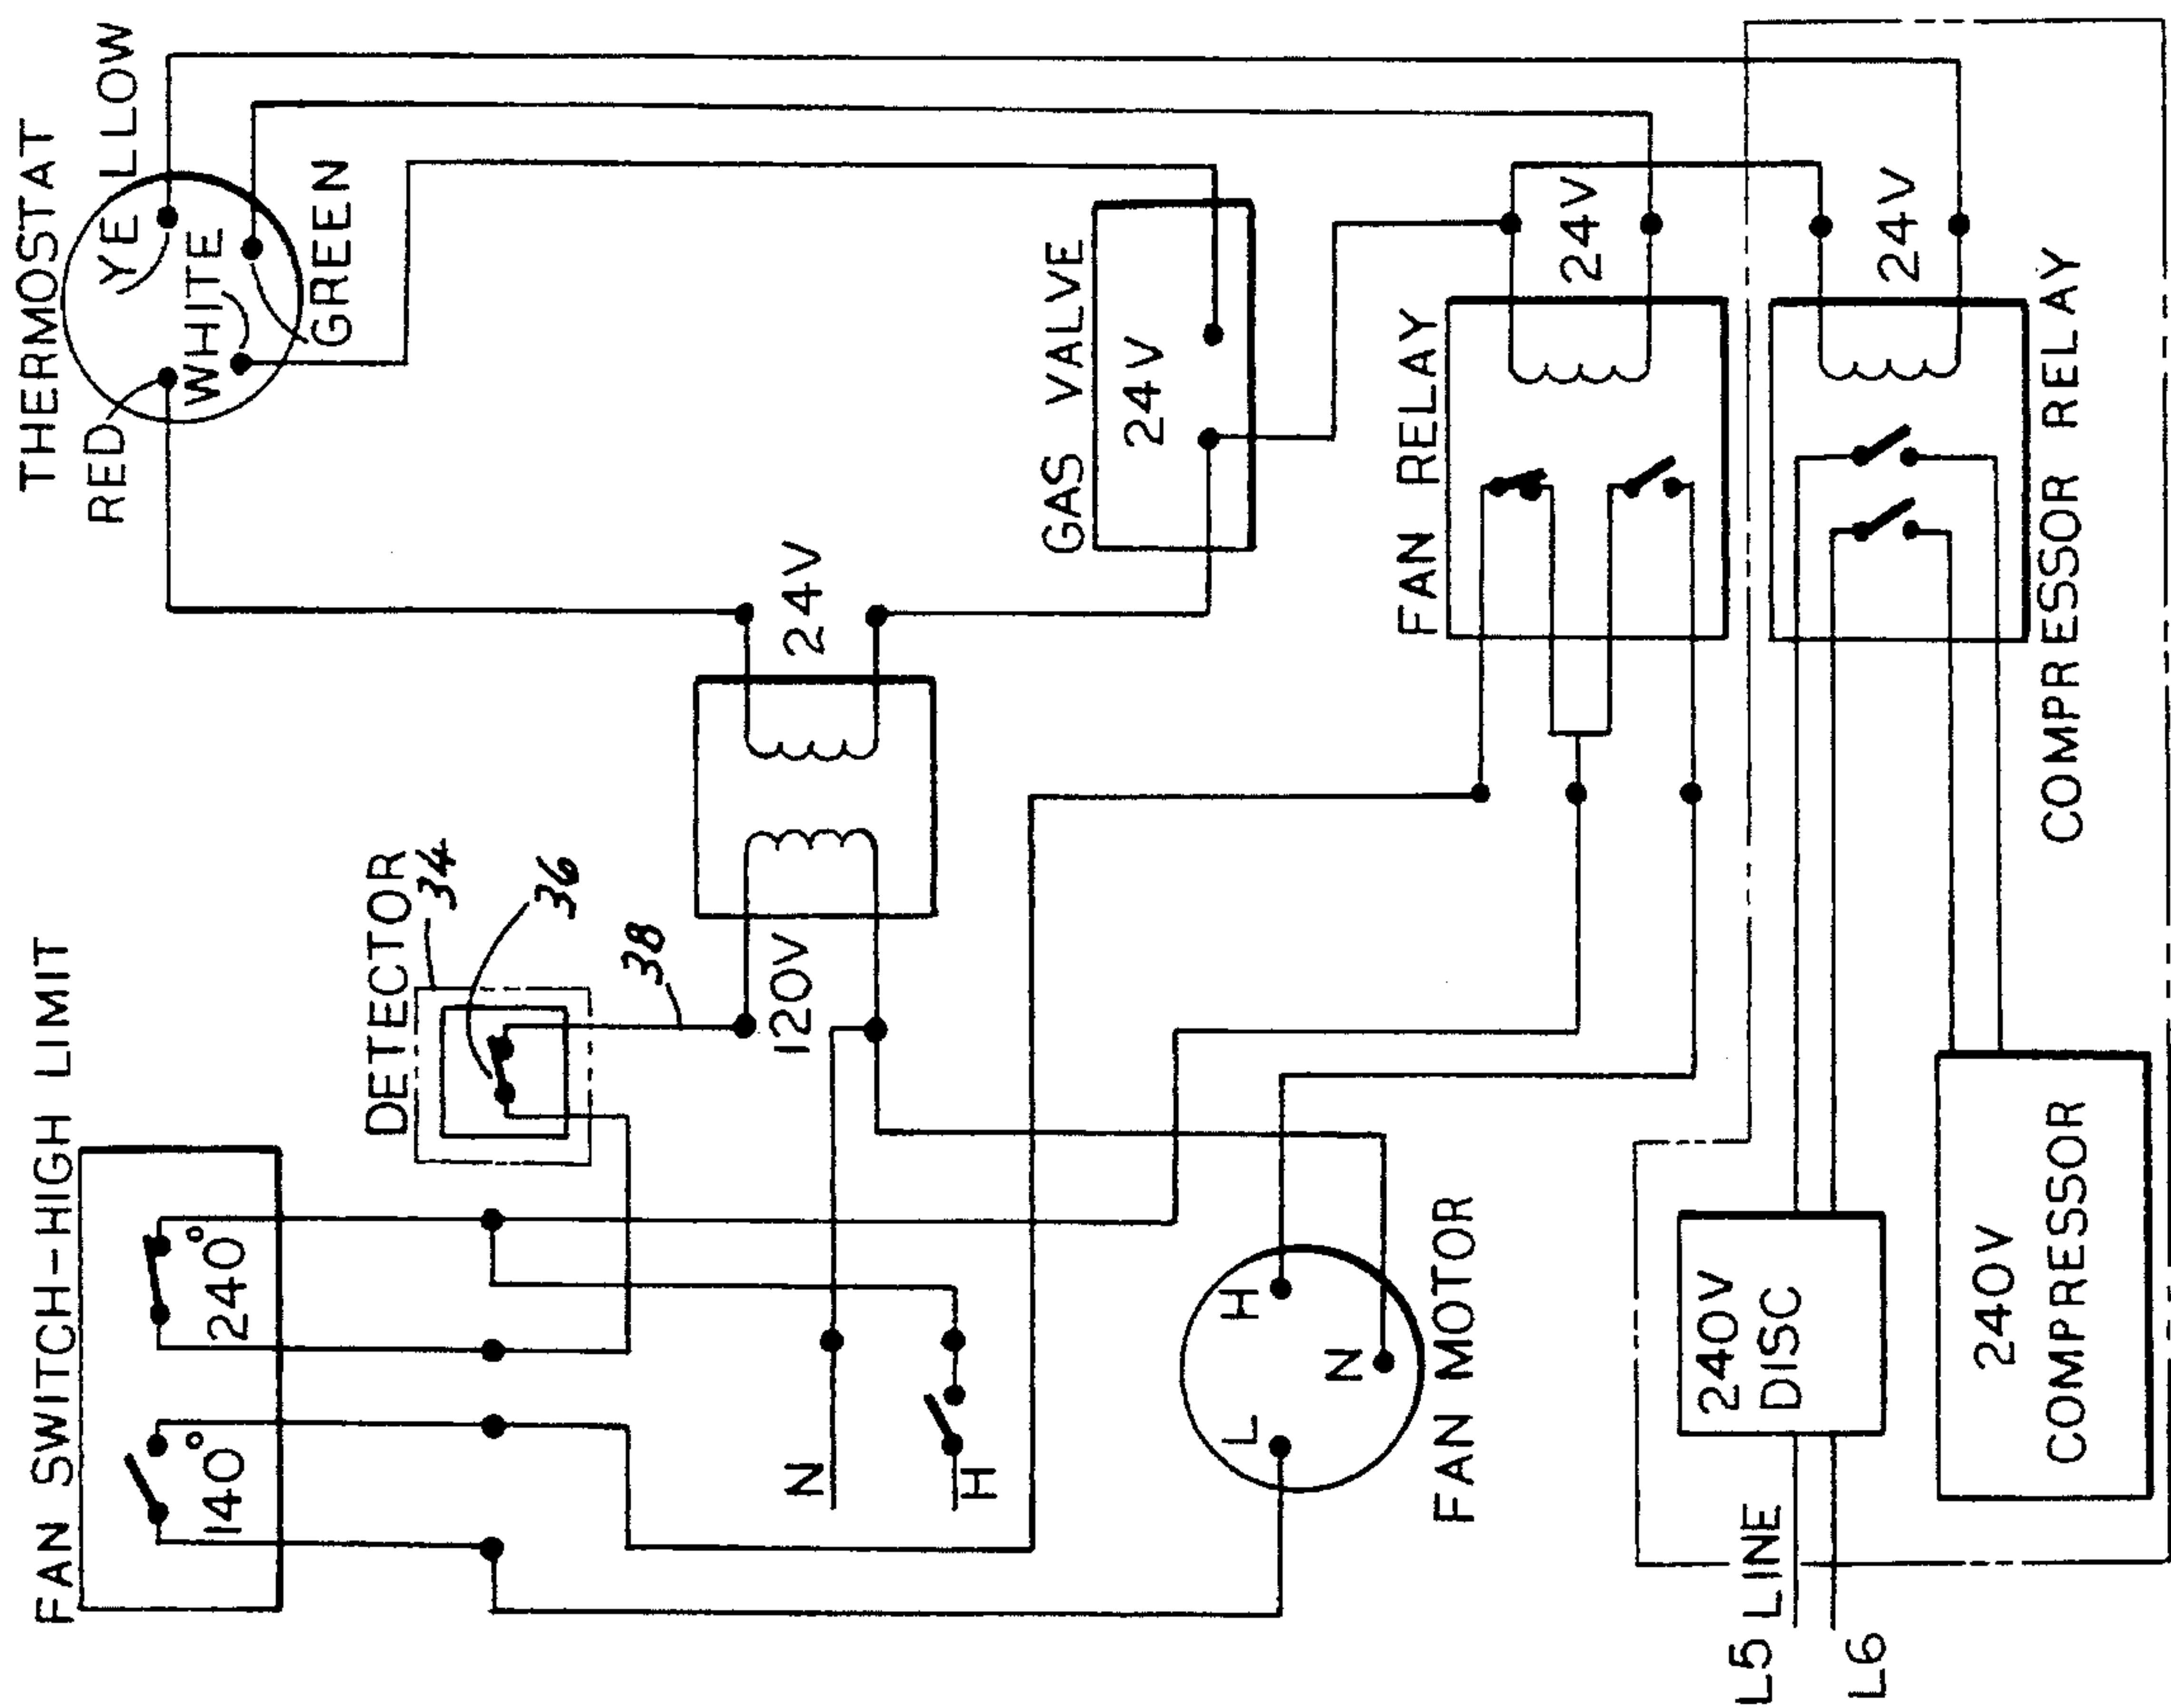 THERMOSTAT
RED
YE LLOW
WHITE
GREEN
FAN SWITCH-HIGH LIMIT
140°
240°
DETECTOR
34
36
38
120V
24V
N
H
GAS VALVE
24V
L
H
N
FAN MOTOR
FAN RELAY
24V
24V
COMPRESSOR RELAY
240V
DISC
L5 LINE
L6
240V
COMPRESSOR